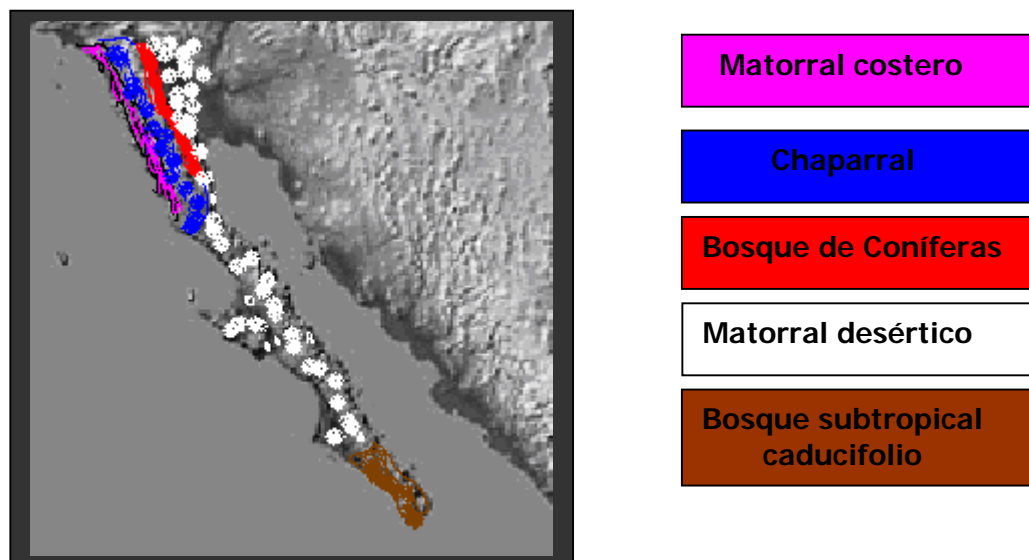 Matorral costero
Chaparral
Bosque de Coníferas
Matorral desértico
Bosque subtropical
caducifolio